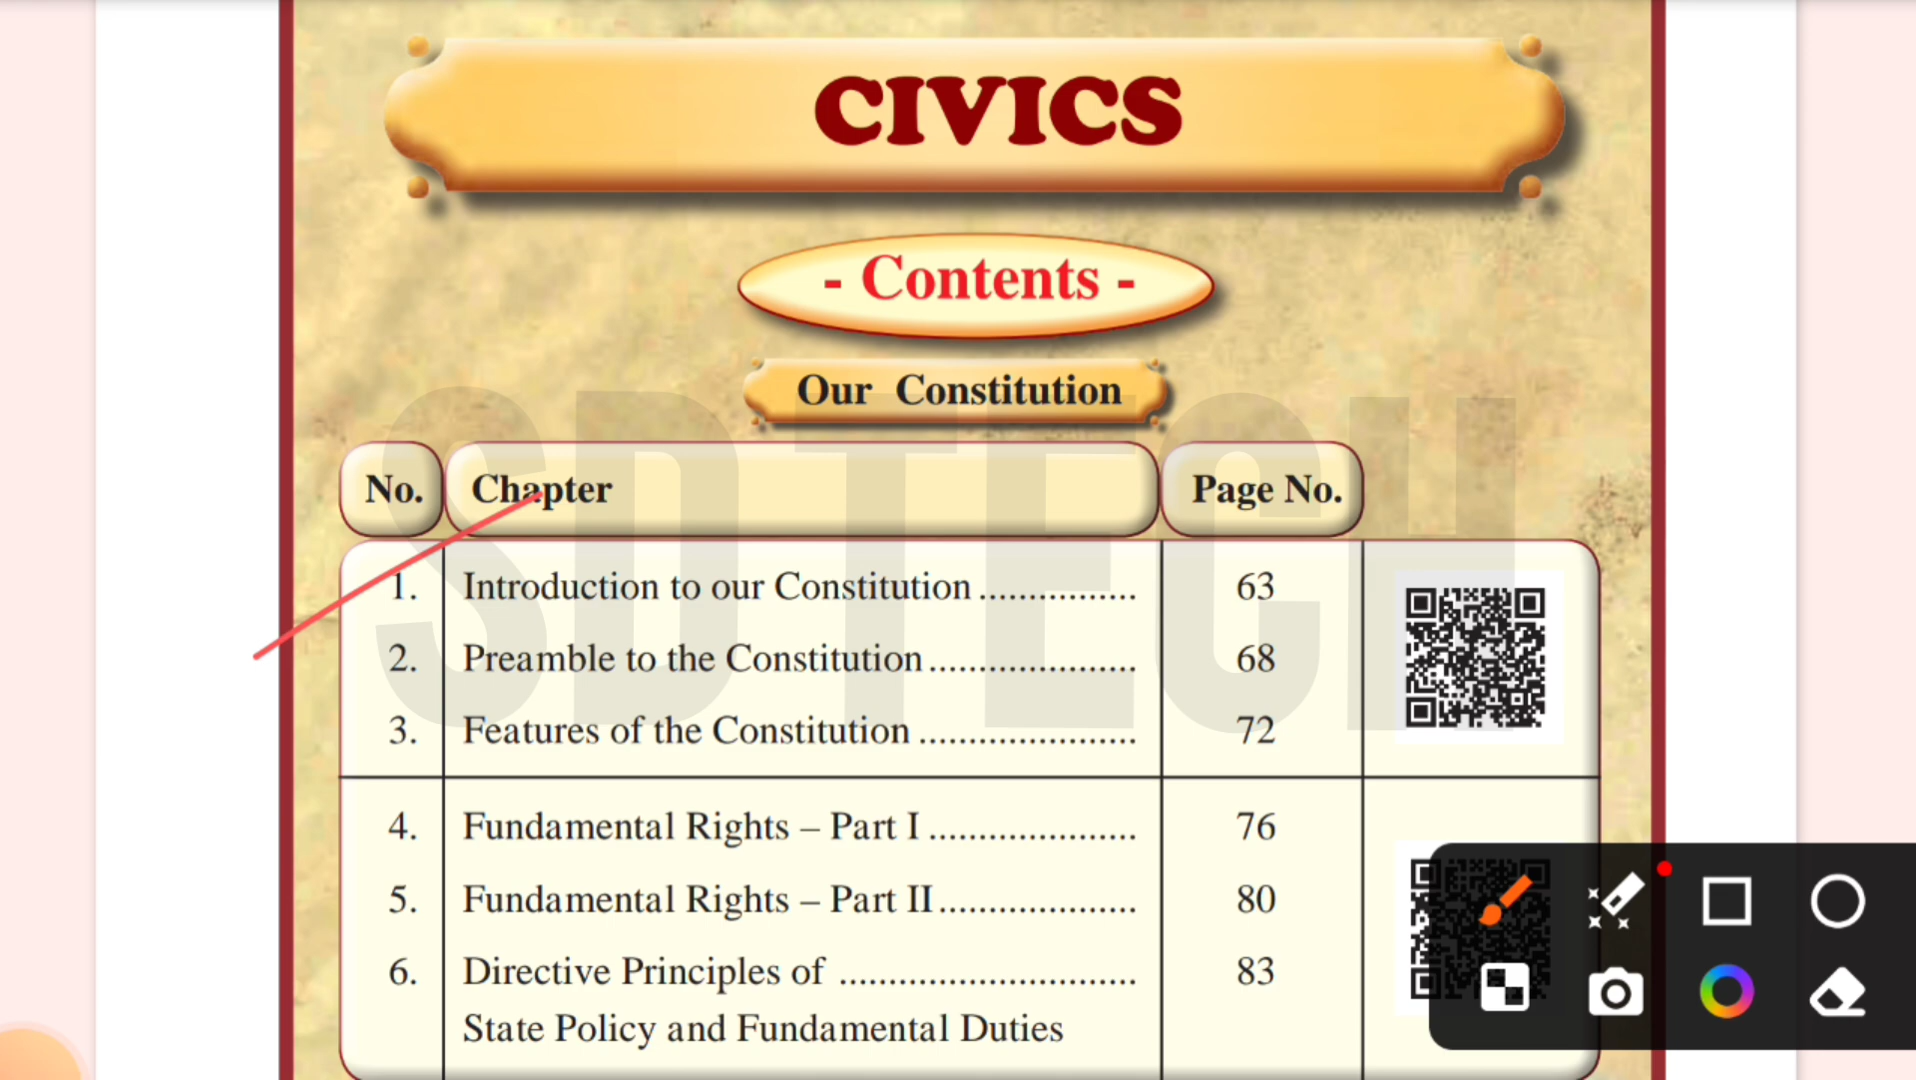 CIVICS
- Contents -
Our Constitution
No. Chapter Page No.
1. Introduction to our Constitution ................ 63
2. Preamble to the Constitution ..................... 68
3. Features of the Constitution ...................... 72
4. Fundamental Rights – Part I ..................... 76
5. Fundamental Rights – Part II .................... 80
6. Directive Principles of .............................. 83
State Policy and Fundamental Duties
SDTECH